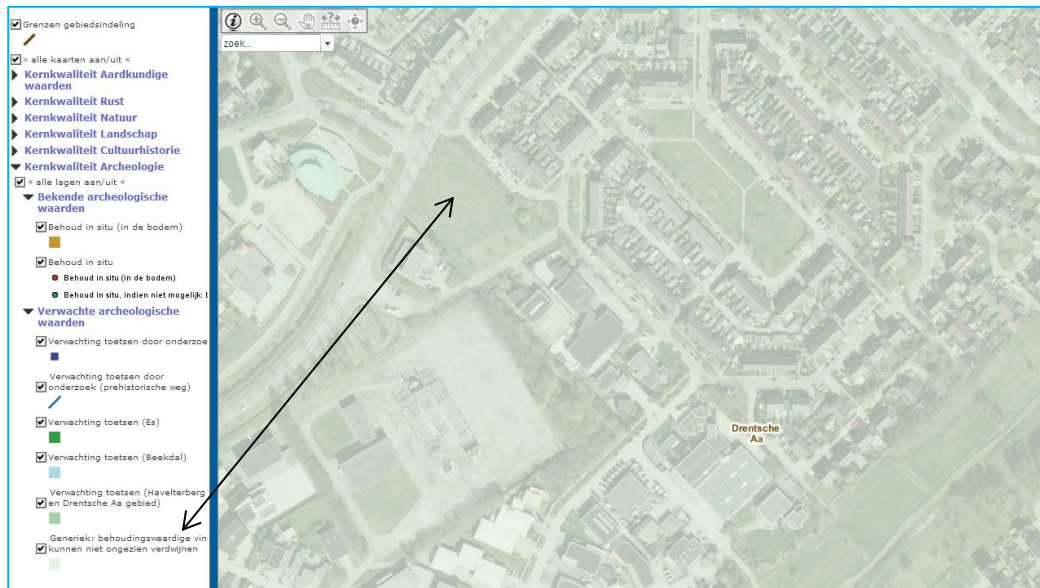 Grenzen gebiedsindeling
» alle kaarten aan/uit «
Kernkwaliteit Aardkundige
waarden
Kernkwaliteit Rust
Kernkwaliteit Natuur
Kernkwaliteit Landschap
Kernkwaliteit Cultuurhistorie
Kernkwaliteit Archeologie
» alle lagen aan/uit «
Bekende archeologische
waarden
Behoud in situ (in de bodem)
Behoud in situ
Behoud in situ (in de bodem)
Behoud in situ, indien niet mogelijk: b
Verwachte archeologische
waarden
Verwachting toetsen door onderzoe
Verwachting toetsen door
onderzoek (prehistorische weg)
Verwachting toetsen (Es)
Verwachting toetsen (Beekdal)
Verwachting toetsen (Havelterberg
en Drentsche Aa gebied)
Generiek: behoudingswaardige vin
kunnen niet ongezien verdwijnen
zoek...
Drentsche
Aa